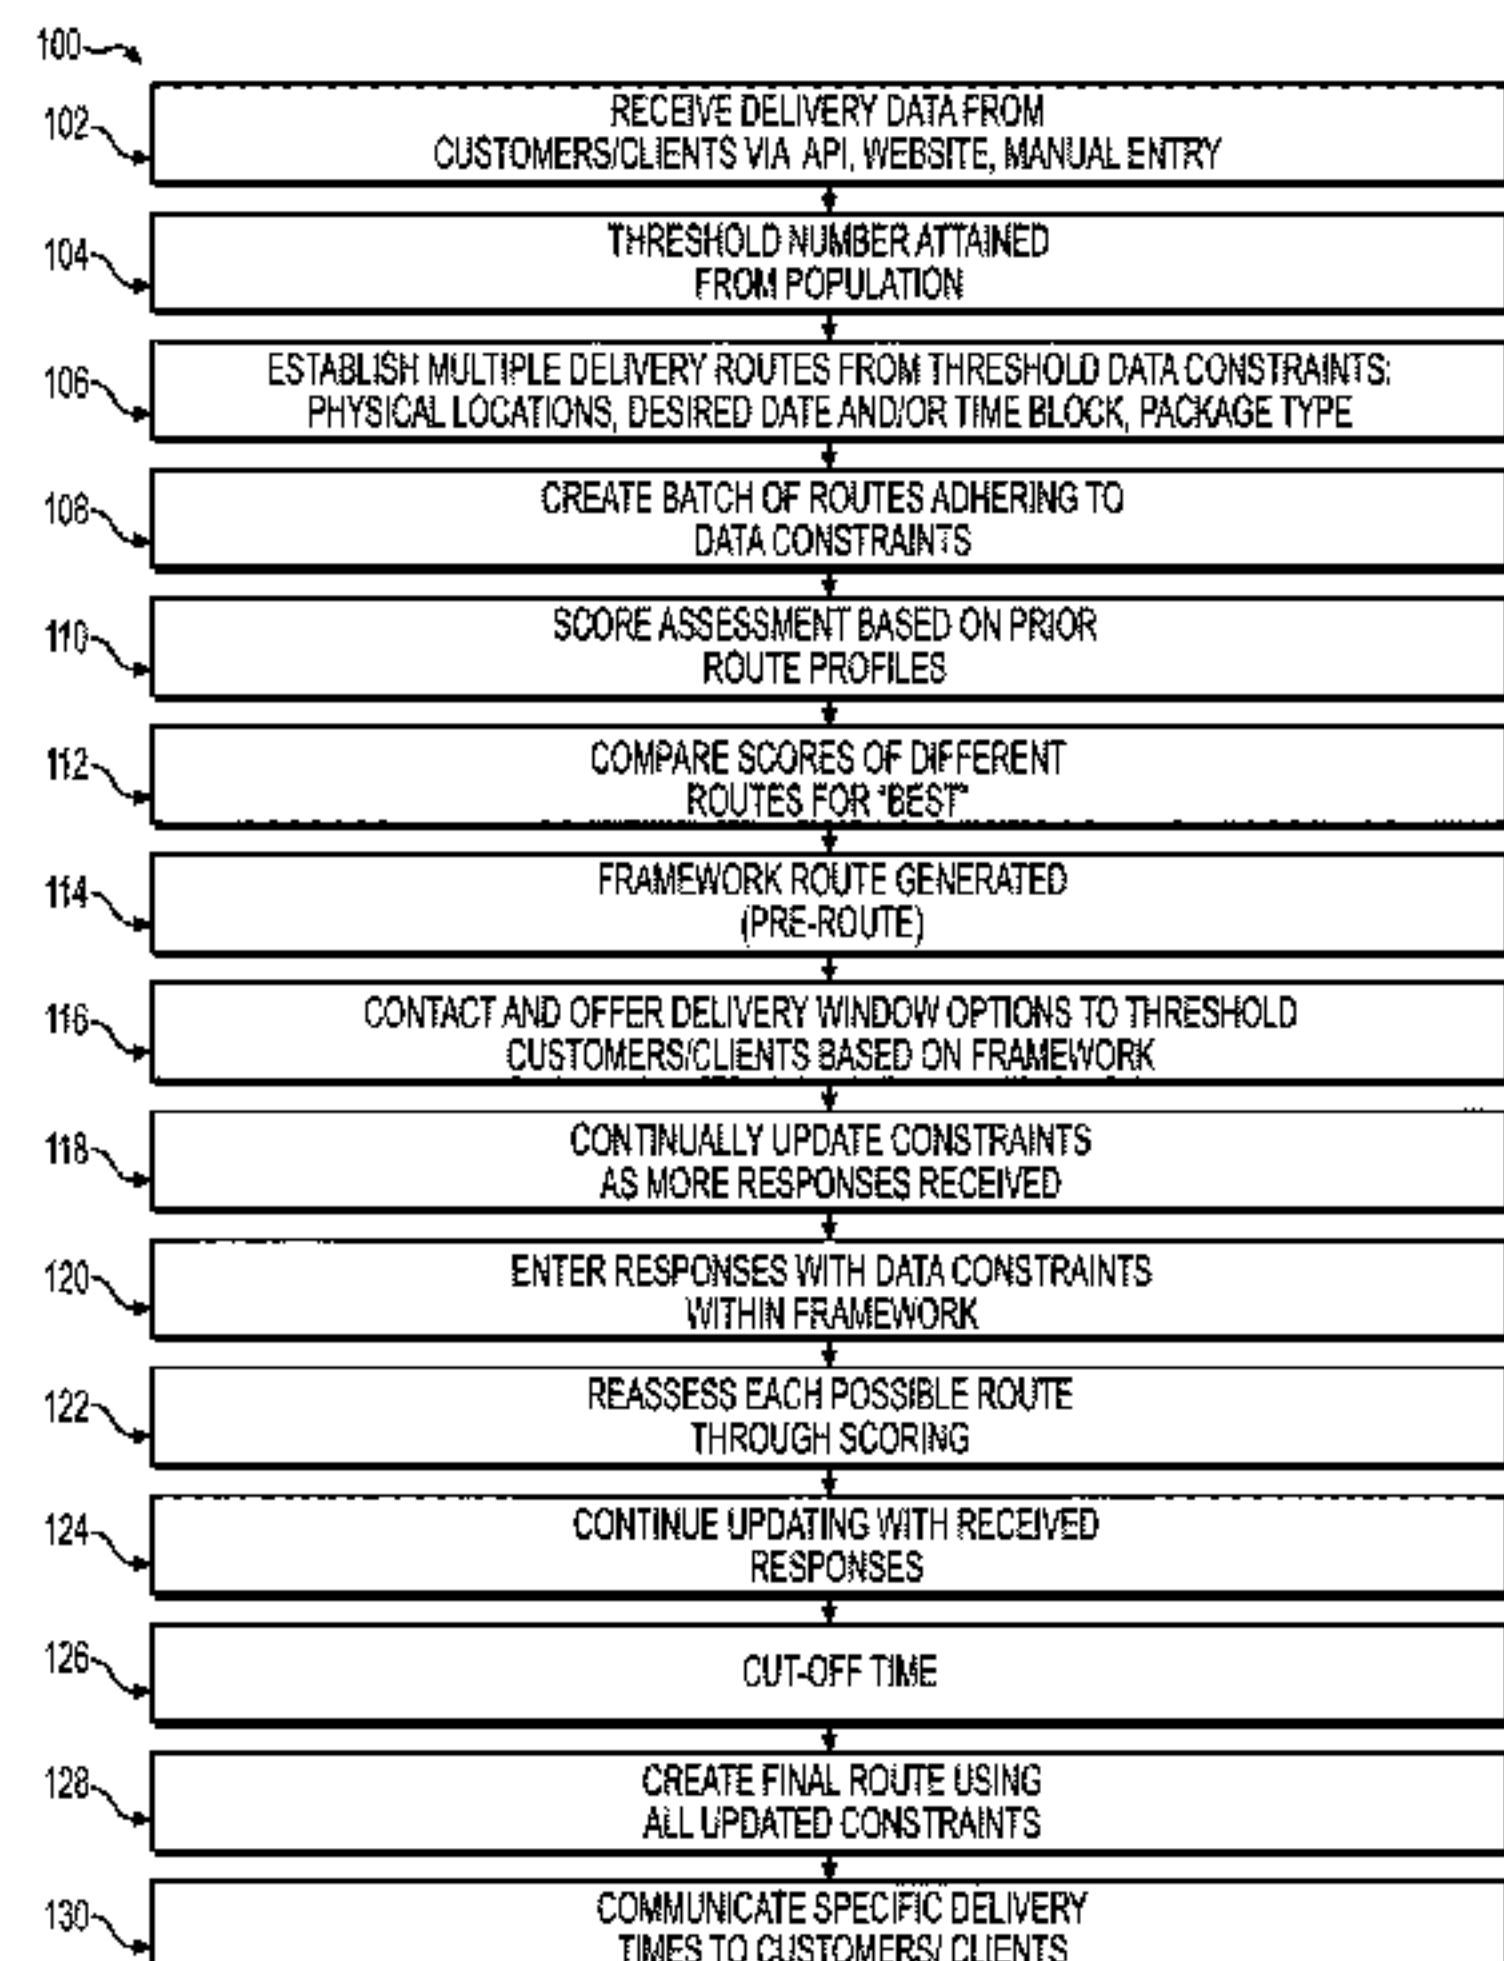 100
102
RECEIVE DELIVERY DATA FROM
CUSTOMERS/CLIENTS VIA API, WEBSITE, MANUAL ENTRY
104
THRESHOLD NUMBER ATTAINED
FROM POPULATION
106
ESTABLISH MULTIPLE DELIVERY ROUTES FROM THRESHOLD DATA CONSTRAINTS:
PHYSICAL LOCATIONS, DESIRED DATE AND/OR TIME BLOCK, PACKAGE TYPE
108
CREATE BATCH OF ROUTES ADHERING TO
DATA CONSTRAINTS
110
SCORE ASSESSMENT BASED ON PRIOR
ROUTE PROFILES
112
COMPARE SCORES OF DIFFERENT
ROUTES FOR "BEST"
114
FRAMEWORK ROUTE GENERATED
(PRE-ROUTE)
116
CONTACT AND OFFER DELIVERY WINDOW OPTIONS TO THRESHOLD
CUSTOMERS/CLIENTS BASED ON FRAMEWORK
118
CONTINUALLY UPDATE CONSTRAINTS
AS MORE RESPONSES RECEIVED
120
ENTER RESPONSES WITH DATA CONSTRAINTS
WITHIN FRAMEWORK
122
REASSESS EACH POSSIBLE ROUTE
THROUGH SCORING
124
CONTINUE UPDATING WITH RECEIVED
RESPONSES
126
CUT-OFF TIME
128
CREATE FINAL ROUTE USING
ALL UPDATED CONSTRAINTS
130
COMMUNICATE SPECIFIC DELIVERY
TIMES TO CUSTOMERS/ CLIENTS